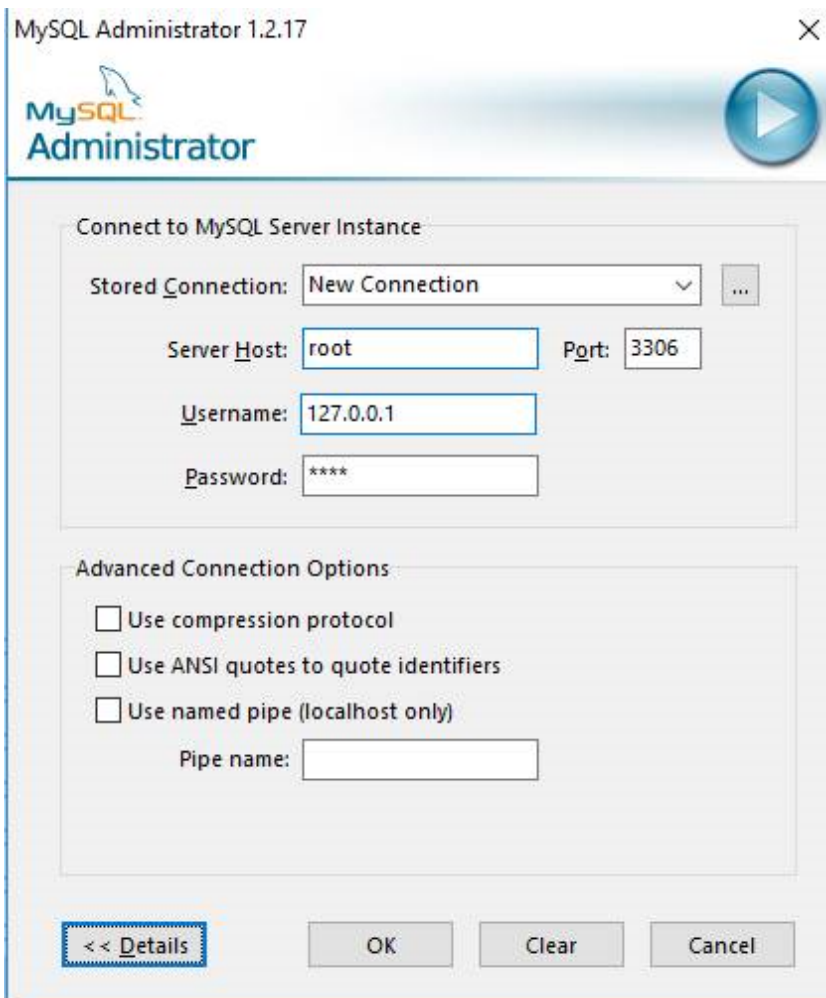 MySQL Administrator 1.2.17
MySQL
Administrator
Connect to MySQL Server Instance
Stored Connection: New Connection ...
Server Host: root Port: 3306
Username: 127.0.0.1
Password: ****
Advanced Connection Options
Use compression protocol
Use ANSI quotes to quote identifiers
Use named pipe (localhost only)
Pipe name:
<< Details OK Clear Cancel